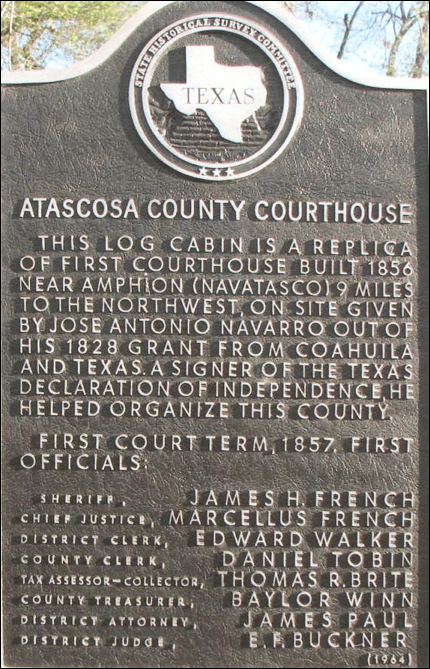 STATE HISTORICAL SURVEY COMMITTEE
TEXAS
ATASCOSA COUNTY COURTHOUSE
THIS LOG CABIN IS A REPLICA
OF FIRST COURTHOUSE BUILT 1856
NEAR AMPHION (NAVATASCO) 9 MILES
TO THE NORTHWEST, ON SITE GIVEN
BY JOSE ANTONIO NAVARRO OUT OF
HIS 1828 GRANT FROM COAHUILA
AND TEXAS. A SIGNER OF THE TEXAS
DECLARATION OF INDEPENDENCE, HE
HELPED ORGANIZE THIS COUNTY.
FIRST COURT TERM, 1857. FIRST
OFFICIALS:
SHERIFF, JAMES H. FRENCH
CHIEF JUSTICE, MARCELLUS FRENCH
DISTRICT CLERK, EDWARD WALKER
COUNTY CLERK, DANIEL TOBIN
TAX ASSESSOR-COLLECTOR, THOMAS R. BRITE
COUNTY TREASURER, BAYLOR WINN
DISTRICT ATTORNEY, JAMES PAUL
DISTRICT JUDGE, E. F. BUCKNER
(1964)